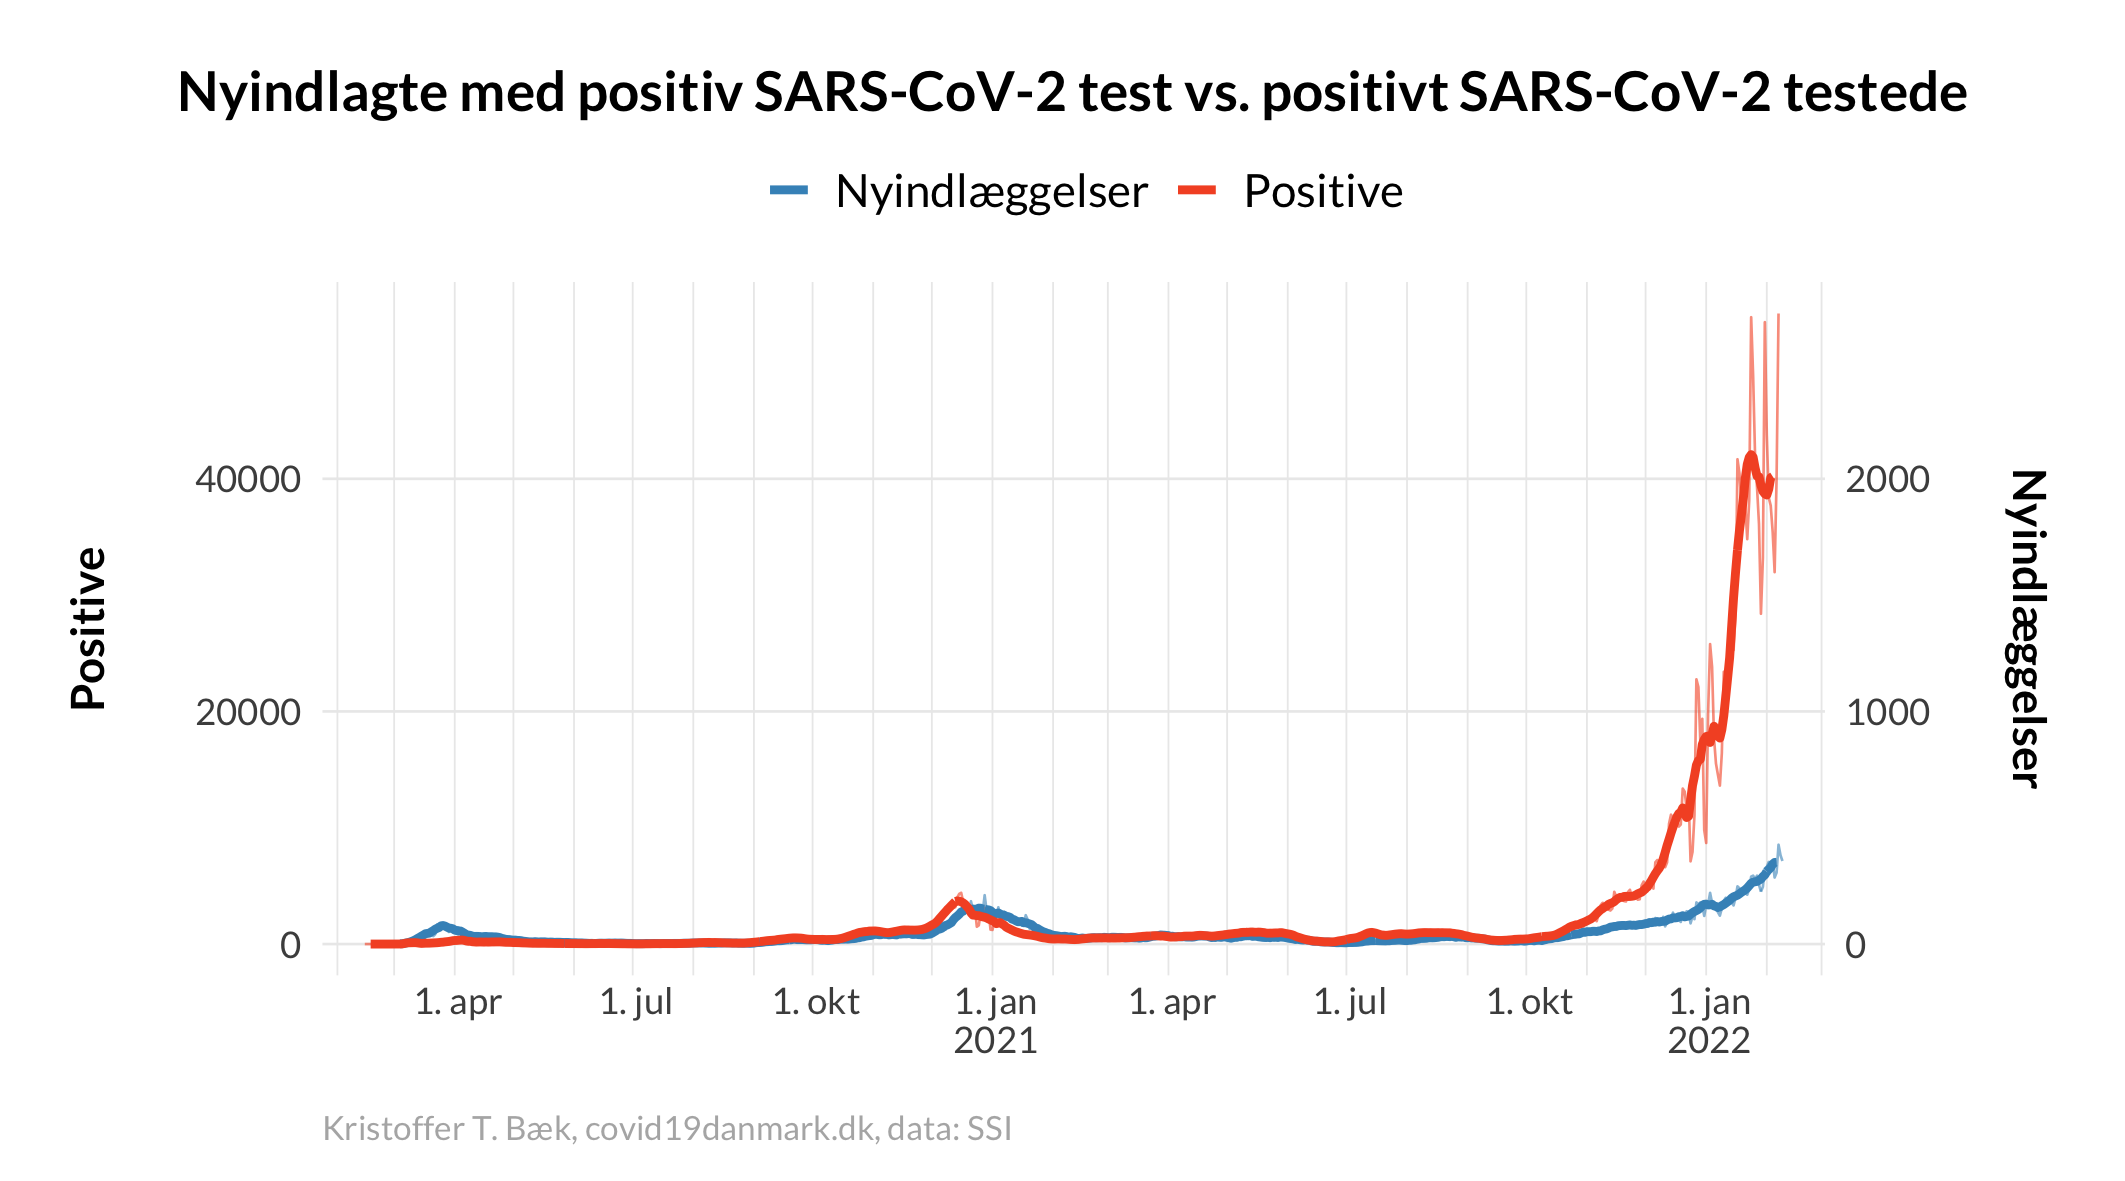 Nyindlagte med positiv SARS-CoV-2 test vs. positivt SARS-CoV-2 testede
Nyindlæggelser Positive
Positive
40000
20000
0
2000
1000
0
Nyindlæggelser
1. apr 1. jul 1. okt 1. jan 1. apr 1. jul 1. okt 1. jan
2021 2022
Kristoffer T. Bæk, covid19danmark.dk, data: SSI